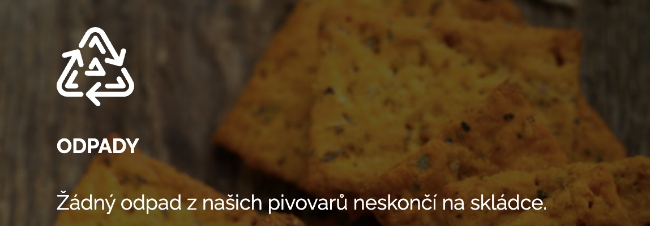 ODPADY
Žádný odpad z našich pivovarů neskončí na skládce.